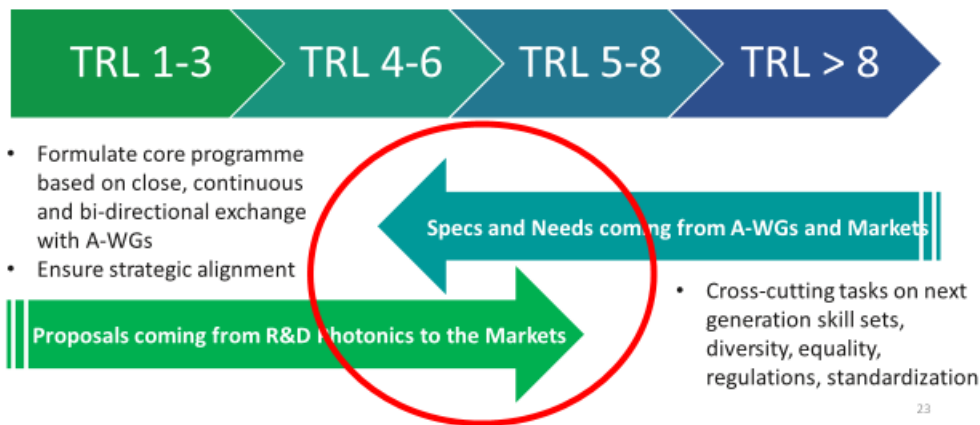 TRL 1-3
TRL 4-6
TRL 5-8
TRL > 8
• Formulate core programme
based on close, continuous
and bi-directional exchange
with A-WGs
• Ensure strategic alignment
Specs and Needs coming from A-WGs and Markets
Proposals coming from R&D Photonics to the Markets
• Cross-cutting tasks on next
generation skill sets,
diversity, equality,
regulations, standardization
23